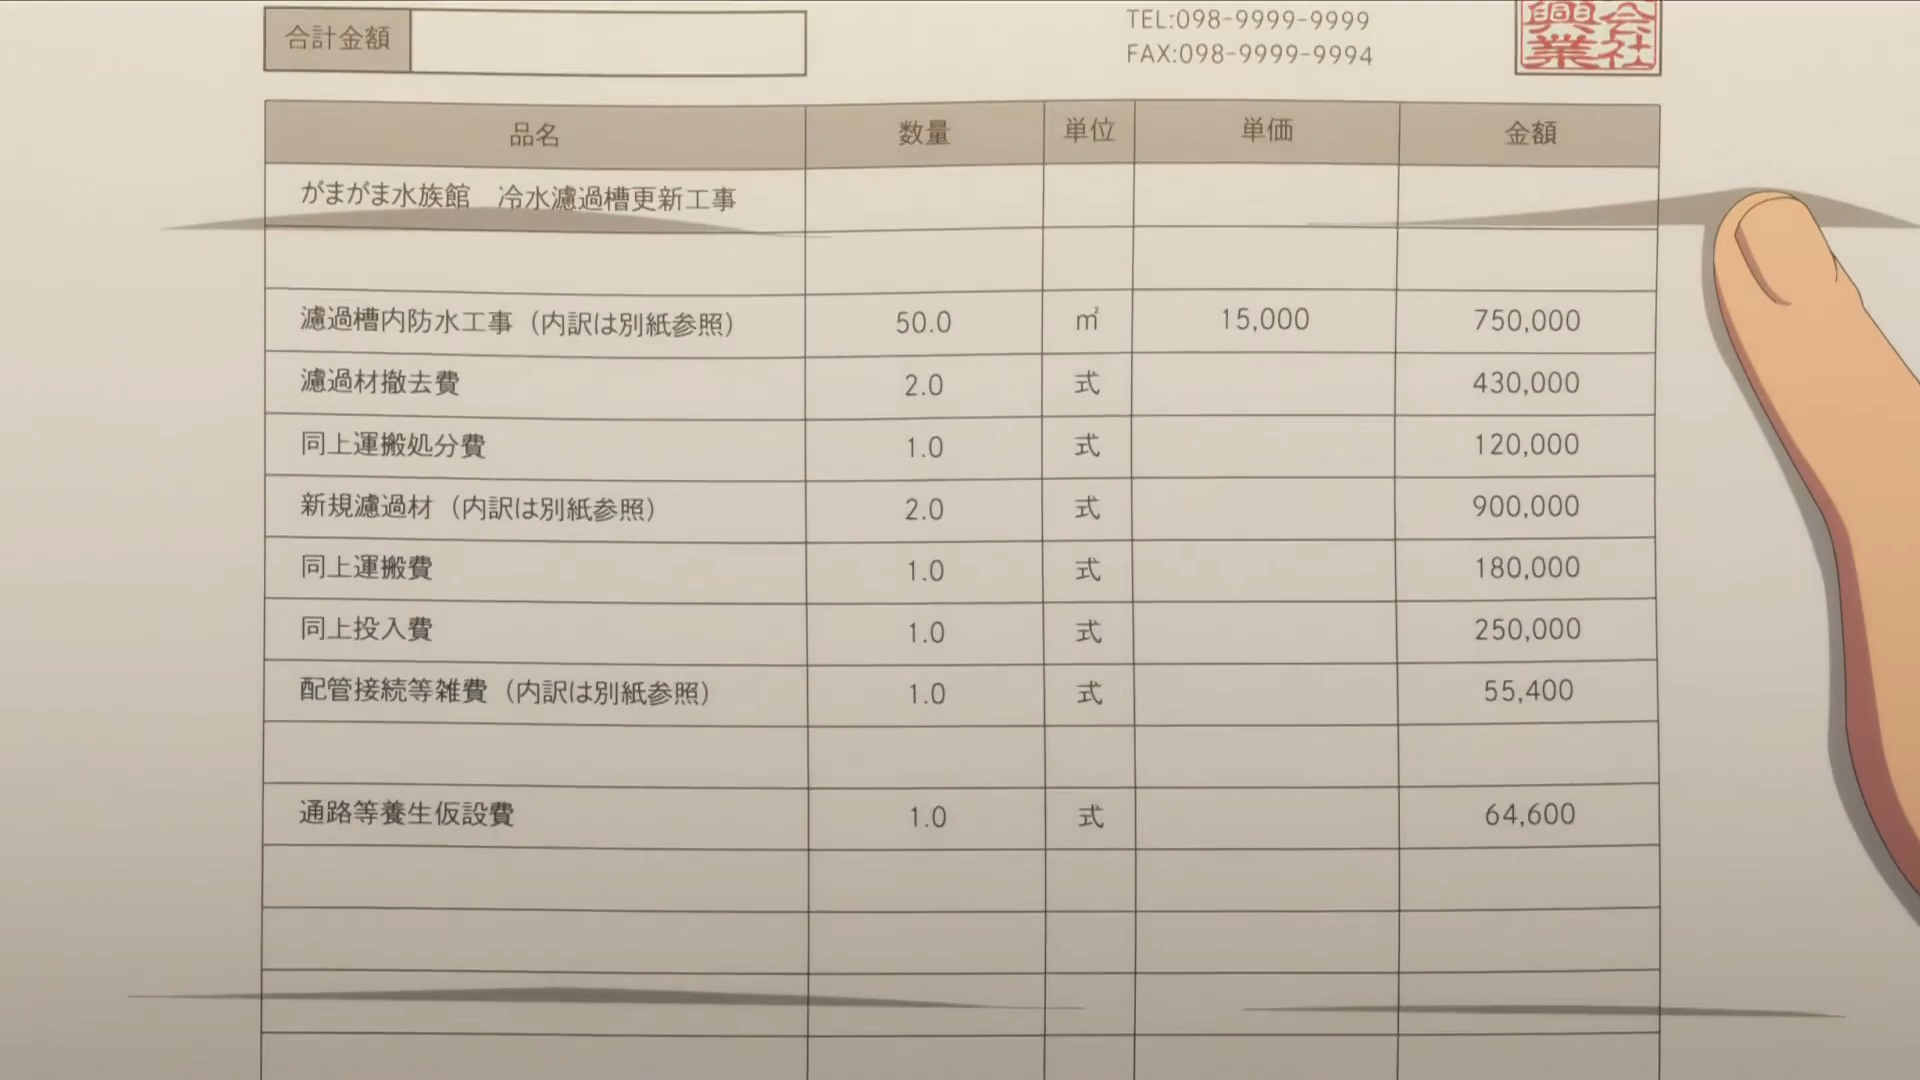 合計金額
TEL:098-9999-9999
FAX:098-9999-9994
会社
興業
品名 数量 単位 単価 金額
がまがま水族館 冷水濾過槽更新工事
濾過槽内防水工事（内訳は別紙参照） 50.0 ㎡ 15,000 750,000
濾過材撤去費 2.0 式 430,000
同上運搬処分費 1.0 式 120,000
新規濾過材（内訳は別紙参照） 2.0 式 900,000
同上運搬費 1.0 式 180,000
同上投入費 1.0 式 250,000
配管接続等雑費（内訳は別紙参照） 1.0 式 55,400
通路等養生仮設費 1.0 式 64,600